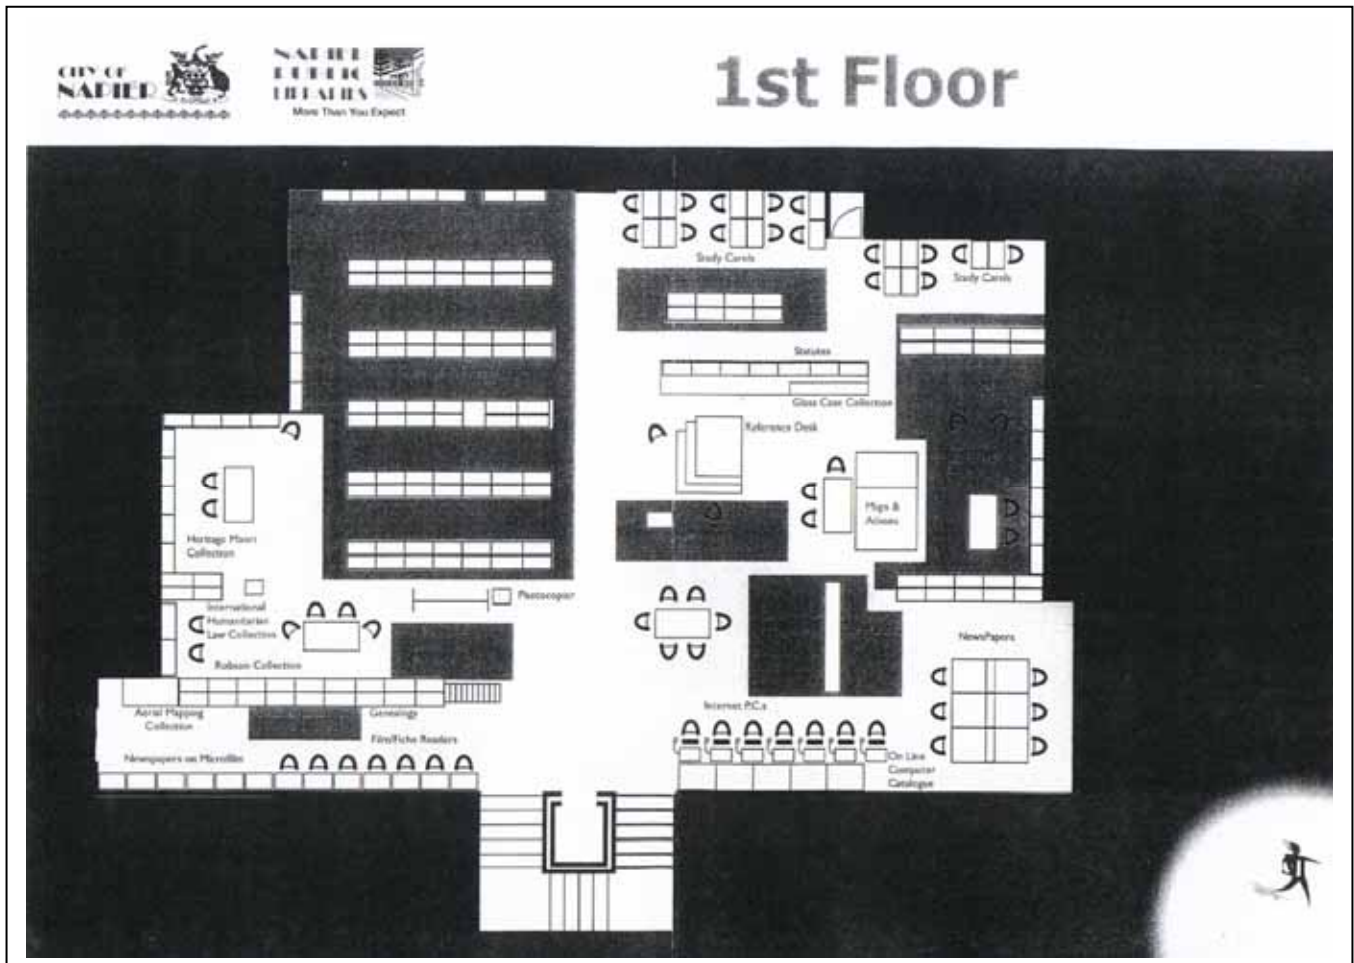 CITY OF
NAPIER
NAPIER
PUBLIC
LIBRARIES
More Than You Expect
1st Floor
Study Carrels
Study Carrels
Statutes
Glass Case Collection
Reference Desk
Maps &
Atlases
Heritage Maori
Collection
International
Humanitarian
Law Collection
Photocopier
Robson Collection
NewsPapers
Aerial Mapping
Collection
Genealogy
Film/Fiche Readers
Internet P.C.s
Newspapers on Microfilm
On Line
Computer
Catalogue